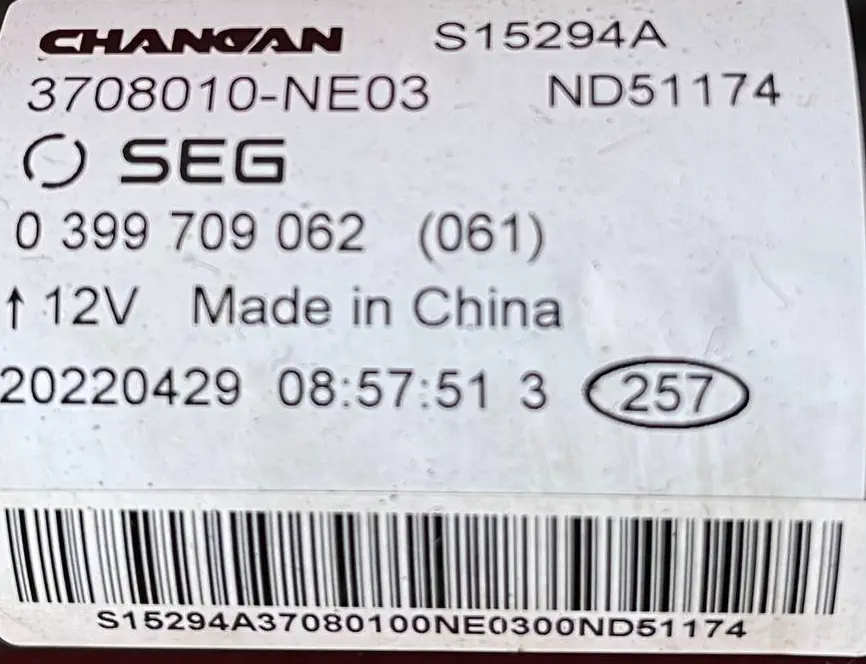 CHANGAN S15294A
3708010-NE03 ND51174
SEG
0 399 709 062 (061)
↑ 12V Made in China
20220429 08:57:51 3 257
S15294A37080100NE0300ND51174